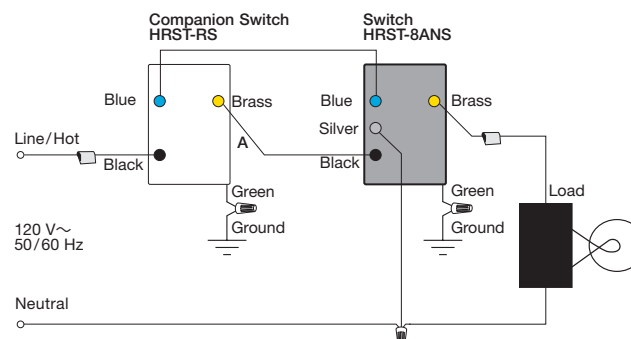 Companion Switch
HRST-RS
Switch
HRST-8ANS
Blue
Brass
Blue
Brass
Silver
Line/Hot
A
Black
Black
Green
Green
Load
Ground
Ground
120 V~
50/60 Hz
Neutral